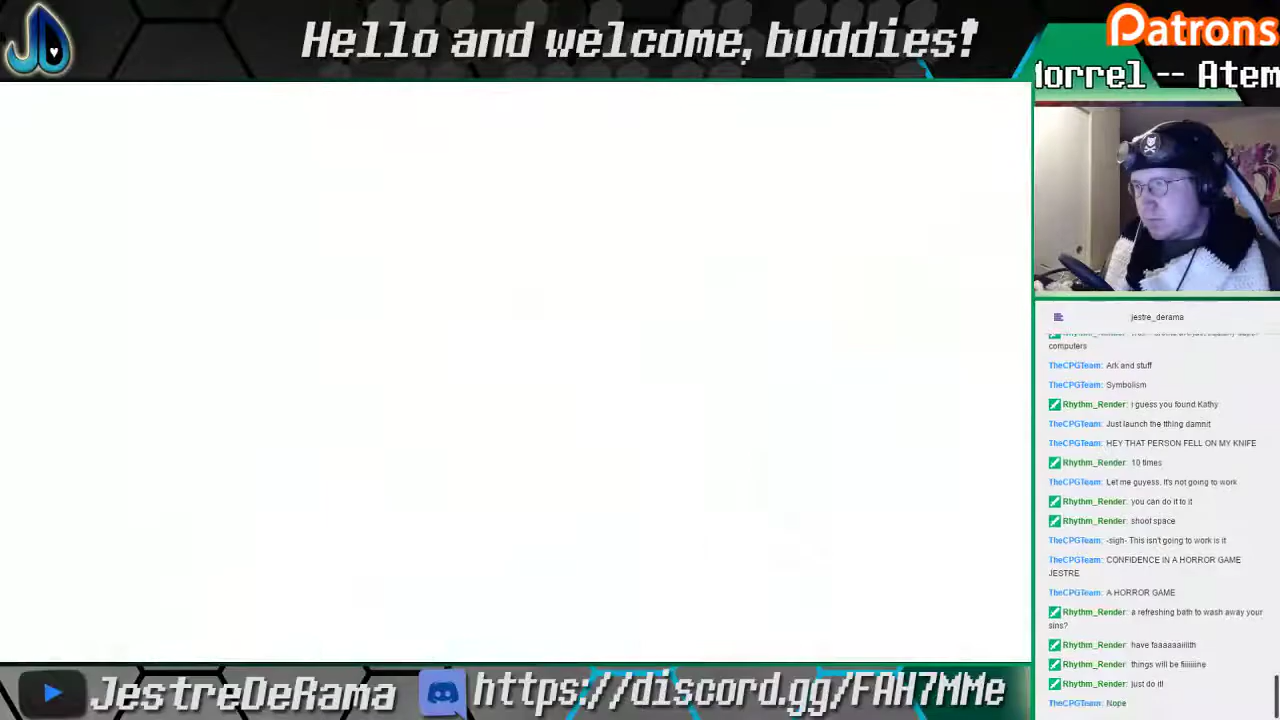 JD
Hello and welcome, buddies!
Patrons
Morrel -- Atem
jestre_derama
computers
TheCPGTeam: Ark and stuff
TheCPGTeam: Symbolism
Rhythm_Render: I guess you found Kathy
TheCPGTeam: Just launch the tthing damnit
TheCPGTeam: HEY THAT PERSON FELL ON MY KNIFE
Rhythm_Render: 10 times
TheCPGTeam: Let me guyess. It's not going to work
Rhythm_Render: you can do it to it
Rhythm_Render: shoot space
TheCPGTeam: -sigh- This isn't going to work is it
TheCPGTeam: CONFIDENCE IN A HORROR GAME
JESTRE
TheCPGTeam: A HORROR GAME
Rhythm_Render: a refreshing bath to wash away your
sins?
Rhythm_Render: have faaaaaaiiilth
Rhythm_Render: things will be fiiiiiiine
Rhythm_Render: just do it!
TheCPGTeam: Nope
JestreDeRama
https://discord.gg/FAH7MMe